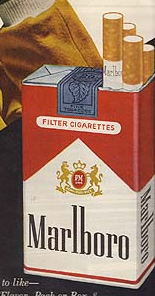 Marlboro
FILTER CIGARETTES
PM
Marlboro
to like—
"Flavor, Pack or Box."